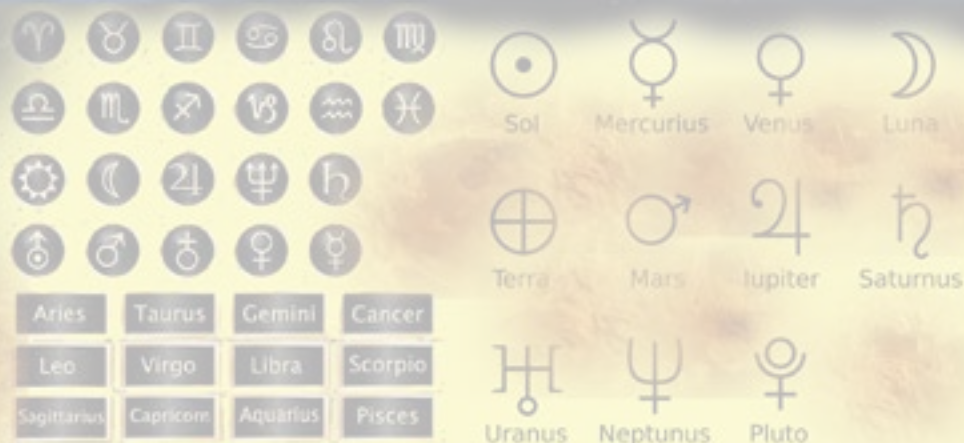 Sol Mercurius Venus Luna
Terra Mars Iupiter Saturnus
Uranus Neptunus Pluto
Aries Taurus Gemini Cancer
Leo Virgo Libra Scorpio
Sagittarius Capricorn Aquarius Pisces